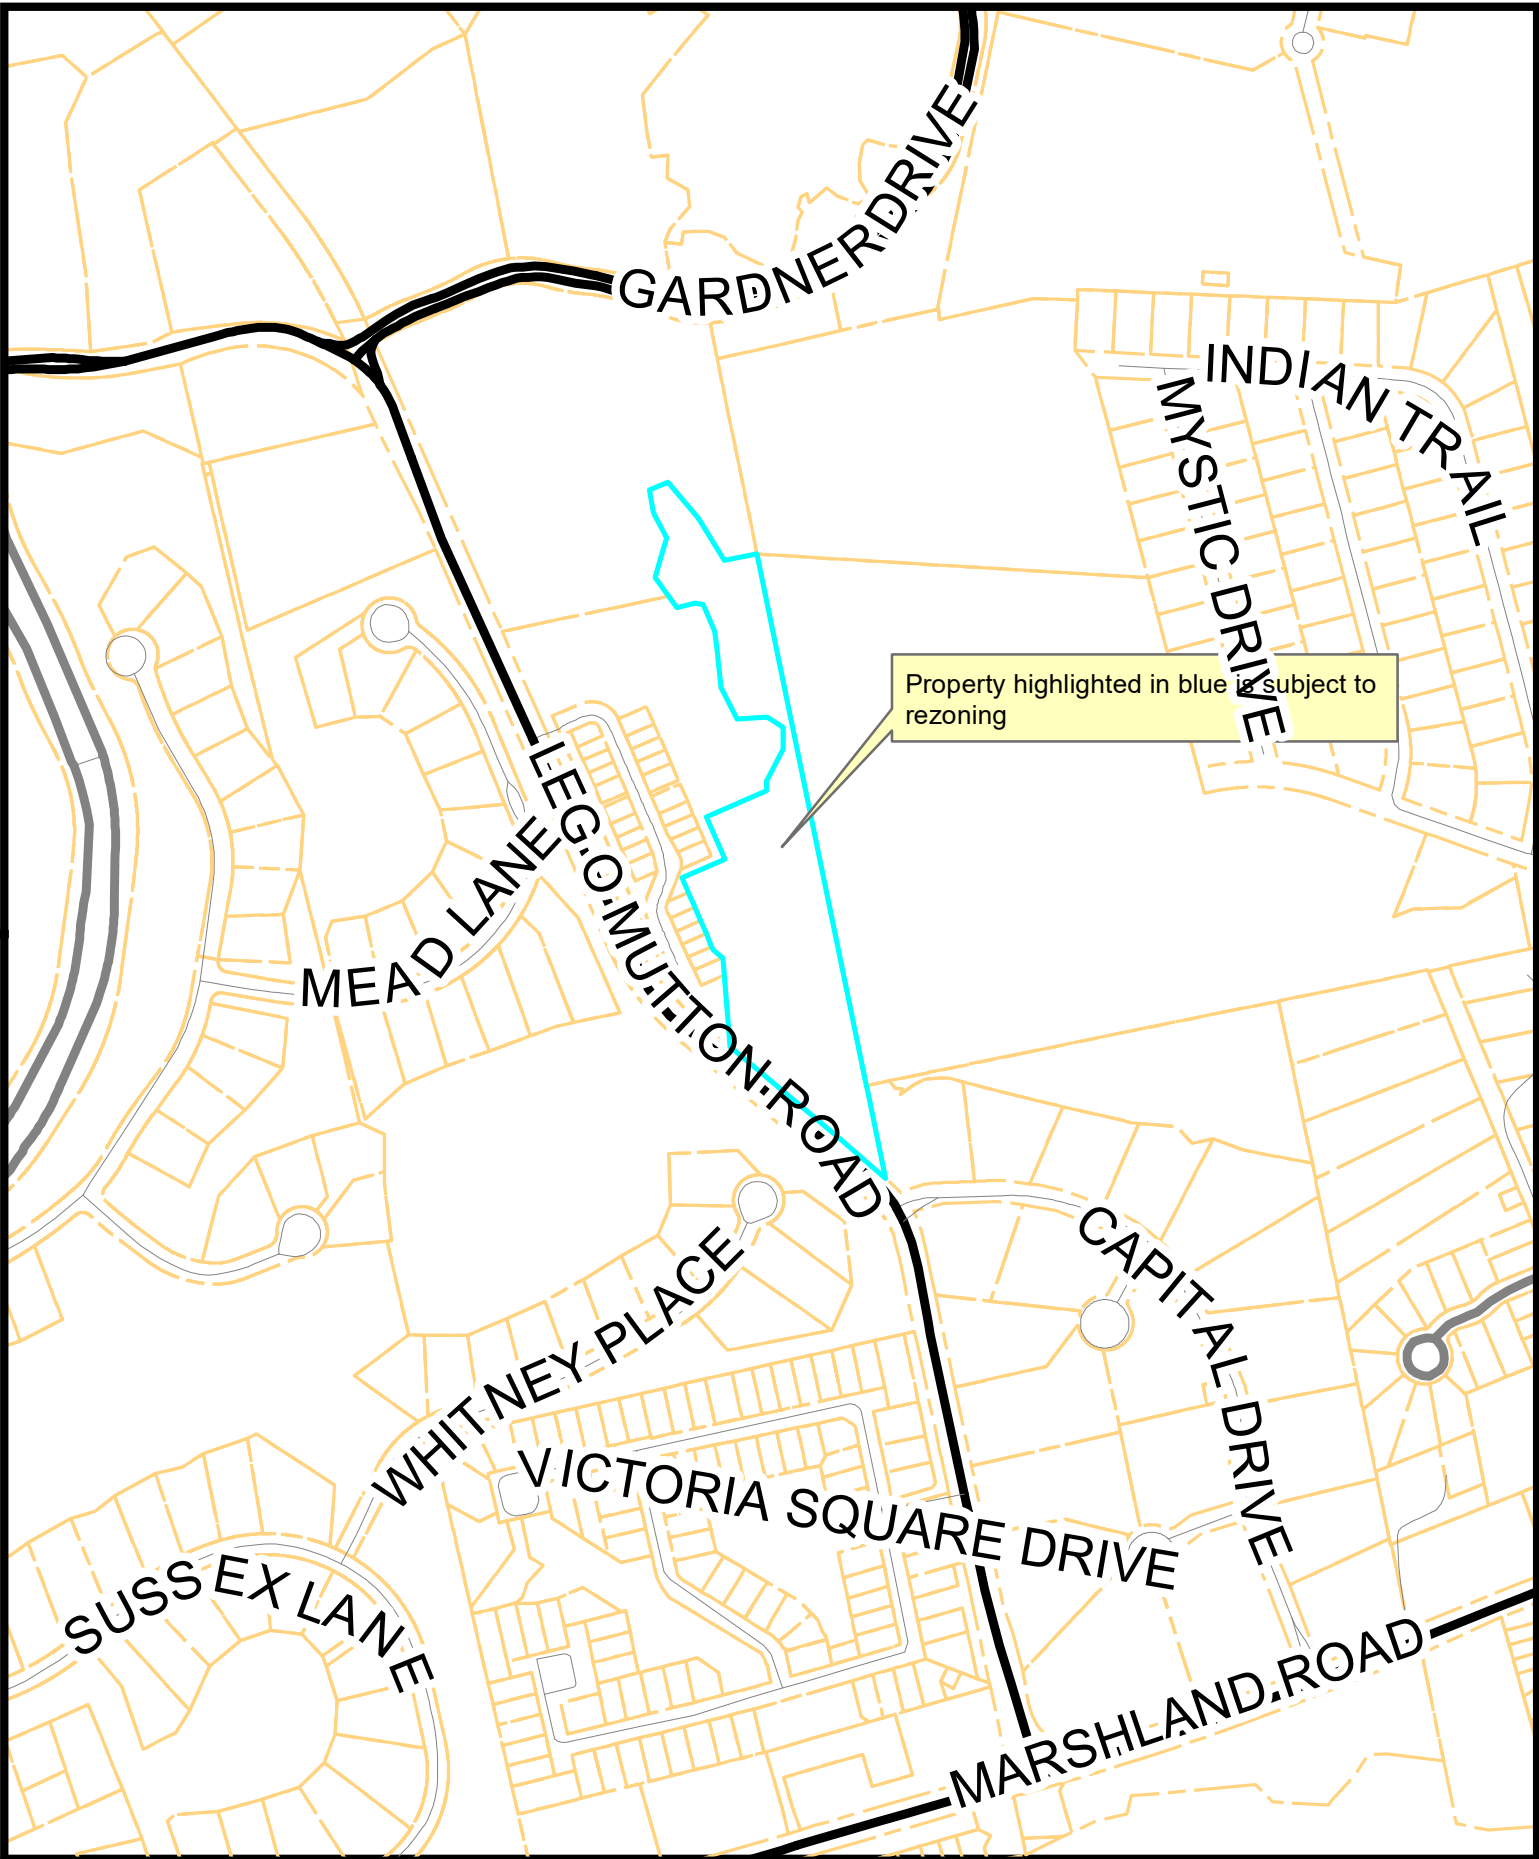 GARDNER DRIVE
INDIAN TRAIL
MYSTIC DRIVE
Property highlighted in blue is subject to
rezoning
LEG O MUTTON ROAD
MEAD LANE
CAPITAL DRIVE
WHITNEY PLACE
VICTORIA SQUARE DRIVE
SUSSEX LANE
MARSHLAND ROAD